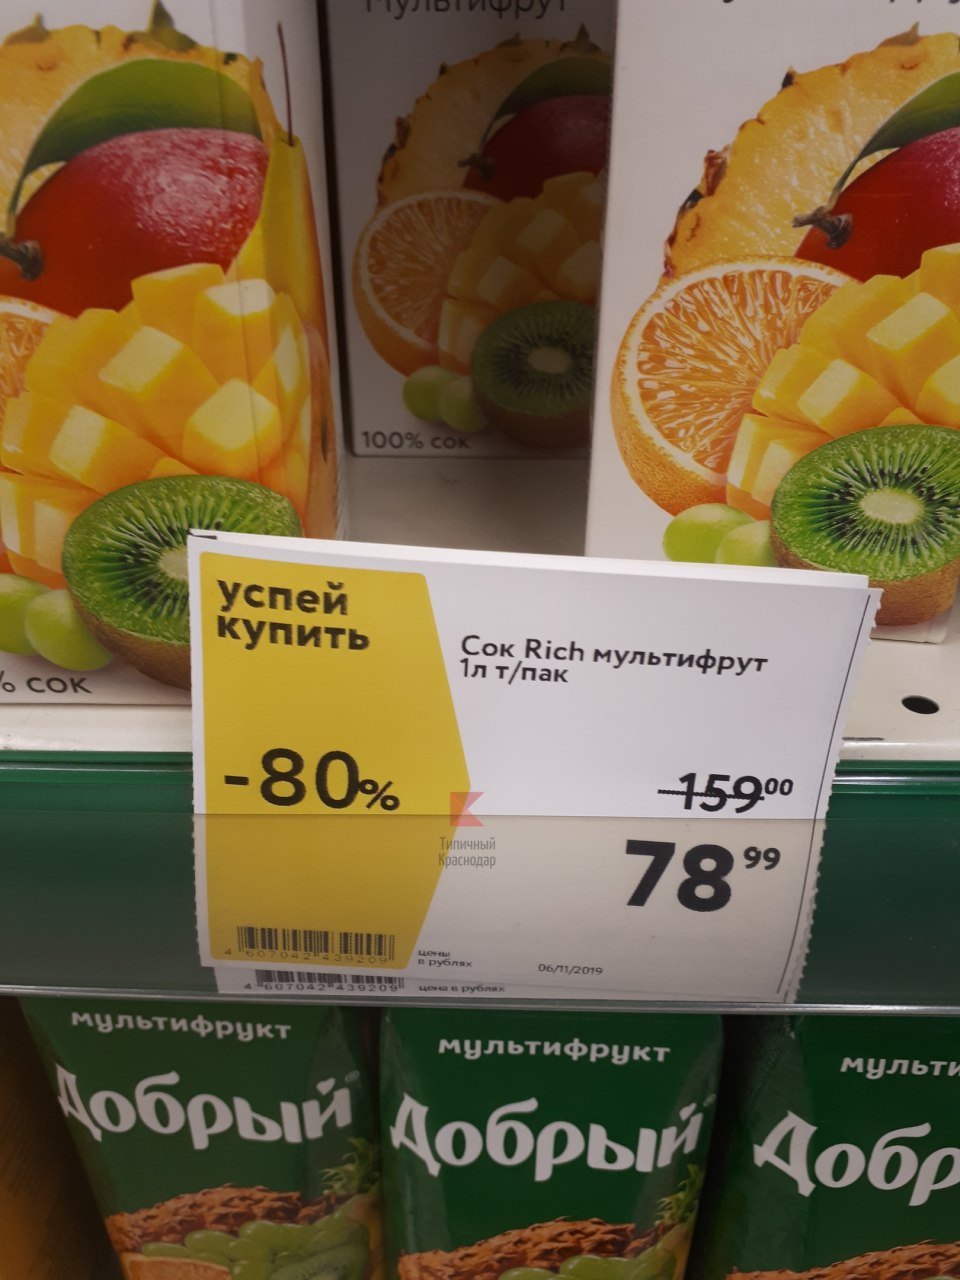 100% сок
% сок
успей
купить
Сок Rich мультифрут
1л т/пак
-80%
159⁰⁰
78⁹⁹
Типичный
Краснодар
4 607042 439209
цены
в рублях
06/11/2019
4 607042 439209
цена в рублях
мультифрукт
Добрый
мультифрукт
Добрый
мульти
Добр